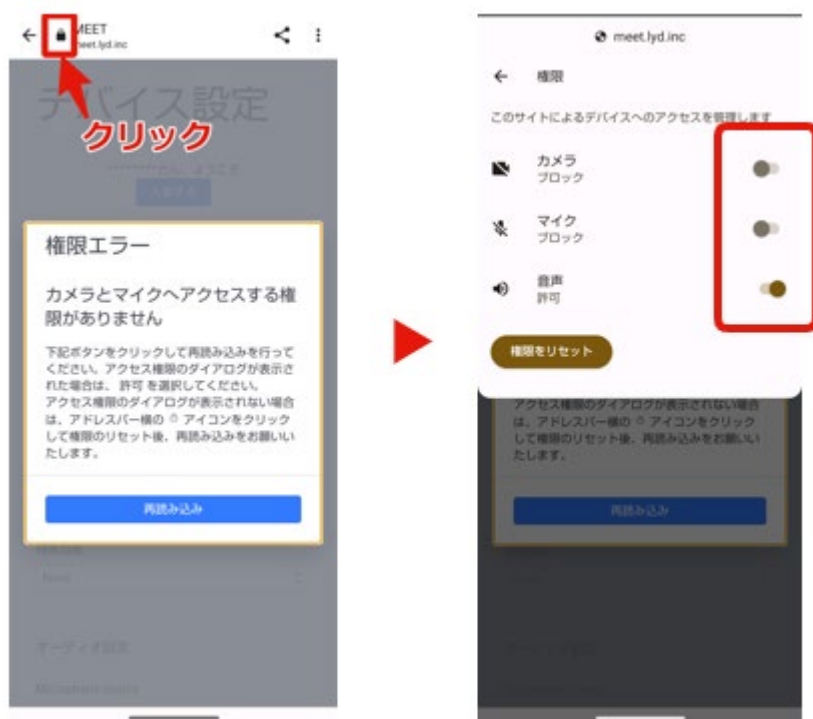 MEET
meet.lyd.inc
デバイス設定
クリック
権限エラー
カメラとマイクへアクセスする権
限がありません
下記ボタンをクリックして再読み込みを行って
ください。アクセス権限のダイアログが表示さ
れた場合は、許可 を選択してください。
アクセス権限のダイアログが表示されない場合
は、アドレスバー横の アイコンをクリック
して権限のリセット後、再読み込みをお願いい
たします。
再読み込み
None
オーディオ設定
meet.lyd.inc
権限
このサイトによるデバイスへのアクセスを管理します
カメラ
ブロック
マイク
ブロック
音声
許可
権限をリセット
アクセス権限のダイアログが表示されない場合
は、アドレスバー横の アイコンをクリック
して権限のリセット後、再読み込みをお願いい
たします。
再読み込み